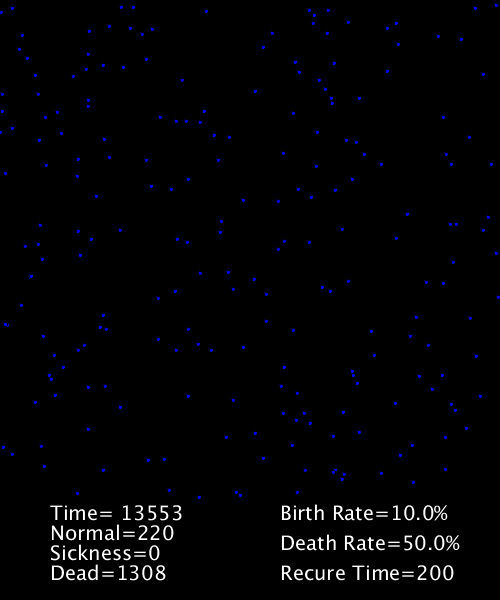 Time= 13553
Normal=220
Sickness=0
Dead=1308
Birth Rate=10.0%
Death Rate=50.0%
Recure Time=200